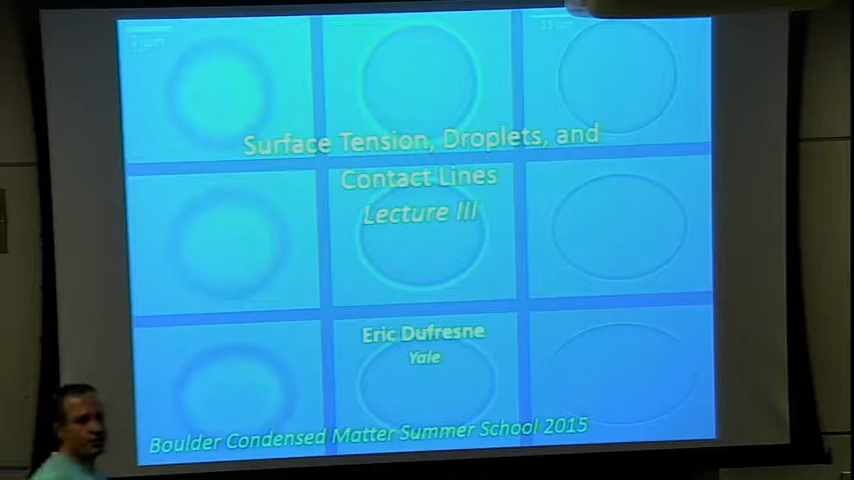 Surface Tension, Droplets, and
Contact Lines
Lecture III
Eric Dufresne
Yale
Boulder Condensed Matter Summer School 2015